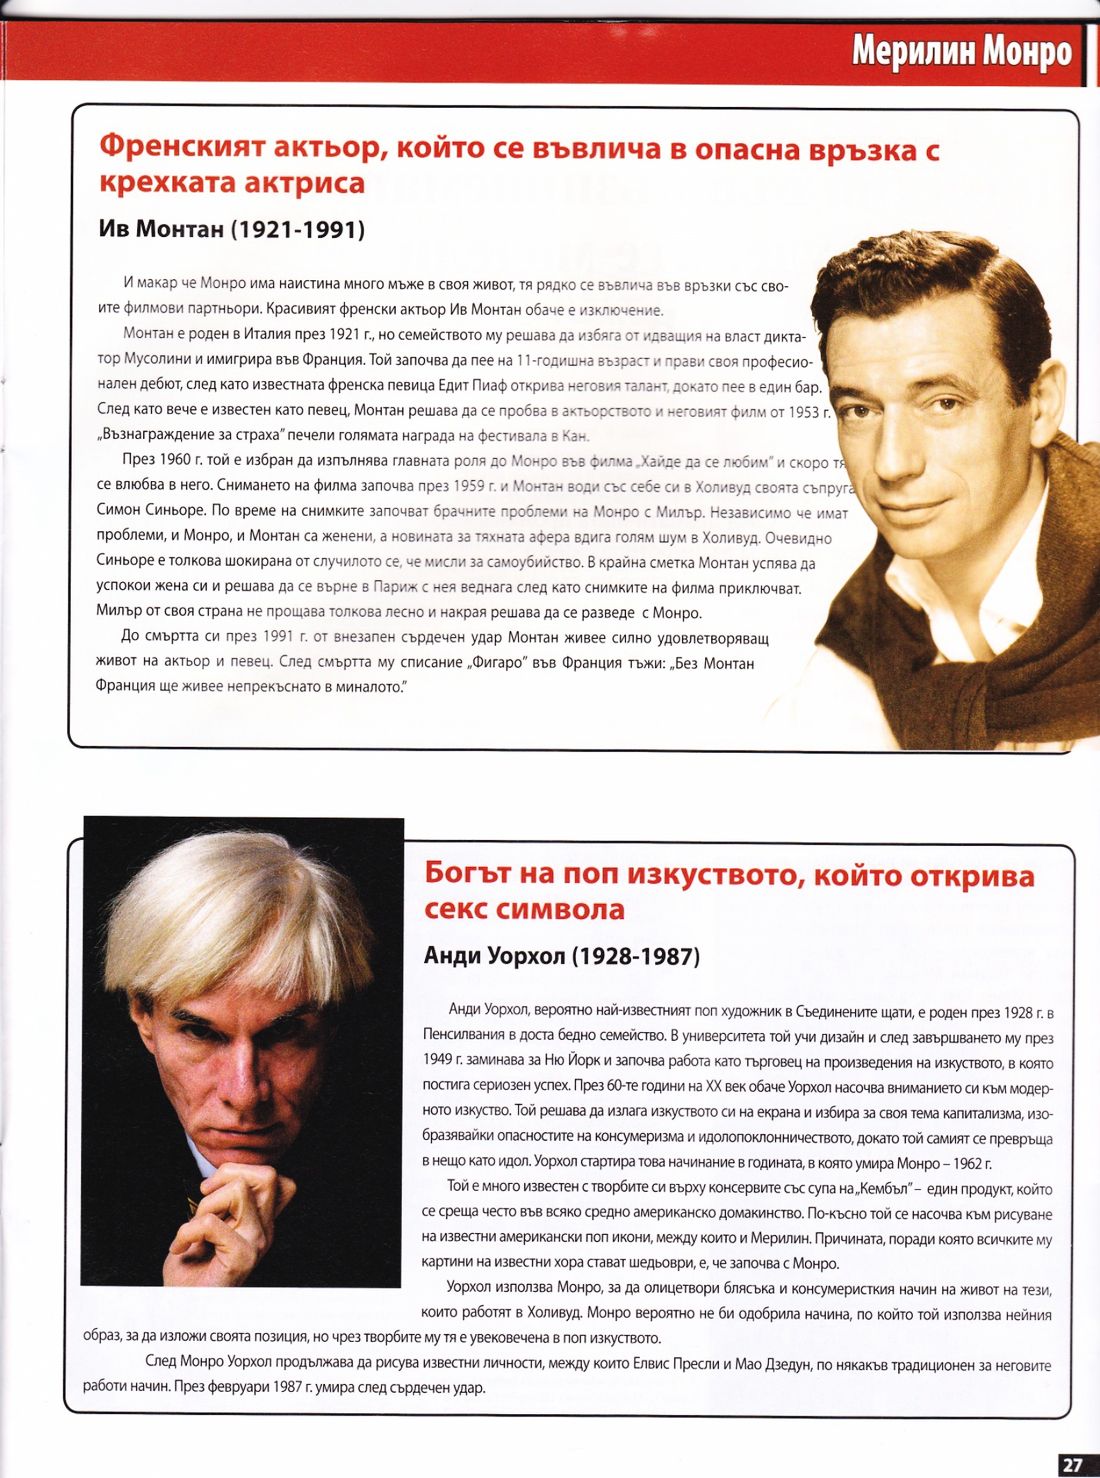 Мерилин Монро
Френският актьор, който се въвлича в опасна връзка с
крехката актриса
Ив Монтан (1921-1991)
И макар че Монро има наистина много мъже в своя живот, тя рядко се въвлича във връзки със сво-
ите филмови партньори. Красивият френски актьор Ив Монтан обаче е изключение.
Монтан е роден в Италия през 1921 г., но семейството му решава да избяга от идващия на власт дикта-
тор Мусолини и имигрира във Франция. Той започва да пее на 11-годишна възраст и прави своя професио-
нален дебют, след като известната френска певица Едит Пиаф открива неговия талант, докато пее в един бар.
След като вече е известен като певец, Монтан решава да се пробва в актьорството и неговият филм от 1953 г.
„Възнаграждение за страха” печели голямата награда на фестивала в Кан.
През 1960 г. той е избран да изпълнява главната роля до Монро във филма „Хайде да се любим” и скоро тя
се влюбва в него. Снимането на филма започва през 1959 г. и Монтан води със себе си в Холивуд своята съпруга
Симон Синьоре. По време на снимките започват брачните проблеми на Монро с Милър. Независимо че имат
проблеми, и Монро, и Монтан са женени, а новината за тяхната афера вдига голям шум в Холивуд. Очевидно
Синьоре е толкова шокирана от случилото се, че мисли за самоубийство. В крайна сметка Монтан успява да
успокои жена си и решава да се върне в Париж с нея веднага след като снимките на филма приключват.
Милър от своя страна не прощава толкова лесно и накрая решава да се разведе с Монро.
До смъртта си през 1991 г. от внезапен сърдечен удар Монтан живее силно удовлетворяващ
живот на актьор и певец. След смъртта му списание „Фигаро” във Франция тъжи: „Без Монтан
Франция ще живее непрекъснато в миналото.”
Богът на поп изкуството, който открива
секс символа
Анди Уорхол (1928-1987)
Анди Уорхол, вероятно най-известният поп художник в Съединените щати, е роден през 1928 г. в
Пенсилвания в доста бедно семейство. В университета той учи дизайн и след завършването му през
1949 г. заминава за Ню Йорк и започва работа като търговец на произведения на изкуството, в която
постига сериозен успех. През 60-те години на XX век обаче Уорхол насочва вниманието си към модер-
ното изкуство. Той решава да излага изкуството си на екрана и избира за своя тема капитализма, изо-
бразявайки опасностите на консумеризма и идолопоклонничеството, докато той самият се превръща
в нещо като идол. Уорхол стартира това начинание в годината, в която умира Монро – 1962 г.
Той е много известен с творбите си върху консервите със супа на „Кембъл” – един продукт, който
се среща често във всяко средно американско домакинство. По-късно той се насочва към рисуване
на известни американски поп икони, между които и Мерилин. Причината, поради която всичките му
картини на известни хора стават шедьоври, е, че започва с Монро.
Уорхол използва Монро, за да олицетвори блясъка и консумеристкия начин на живот на тези,
които работят в Холивуд. Монро вероятно не би одобрила начина, по който той използва нейния
образ, за да изложи своята позиция, но чрез творбите му тя е увековечена в поп изкуството.
След Монро Уорхол продължава да рисува известни личности, между които Елвис Пресли и Мао Дзедун, по някакъв традиционен за неговите
работи начин. През февруари 1987 г. умира след сърдечен удар.
27